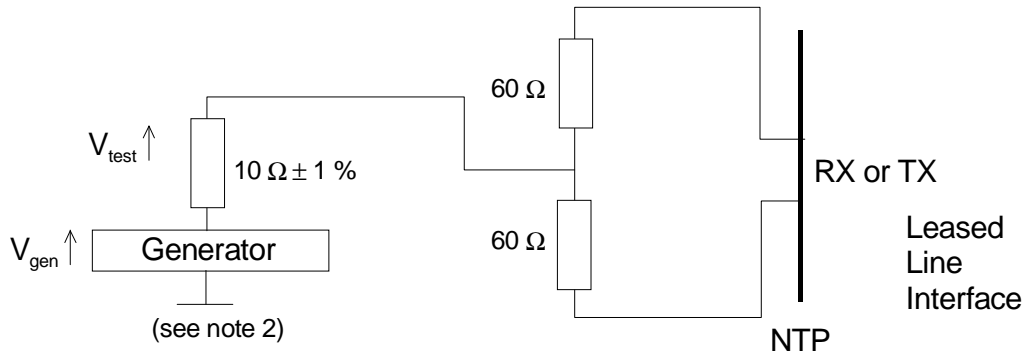 60 Ω
V_test ↑
10 Ω ± 1 %
RX or TX
V_gen ↑
Generator
60 Ω
Leased
Line
Interface
(see note 2)
NTP